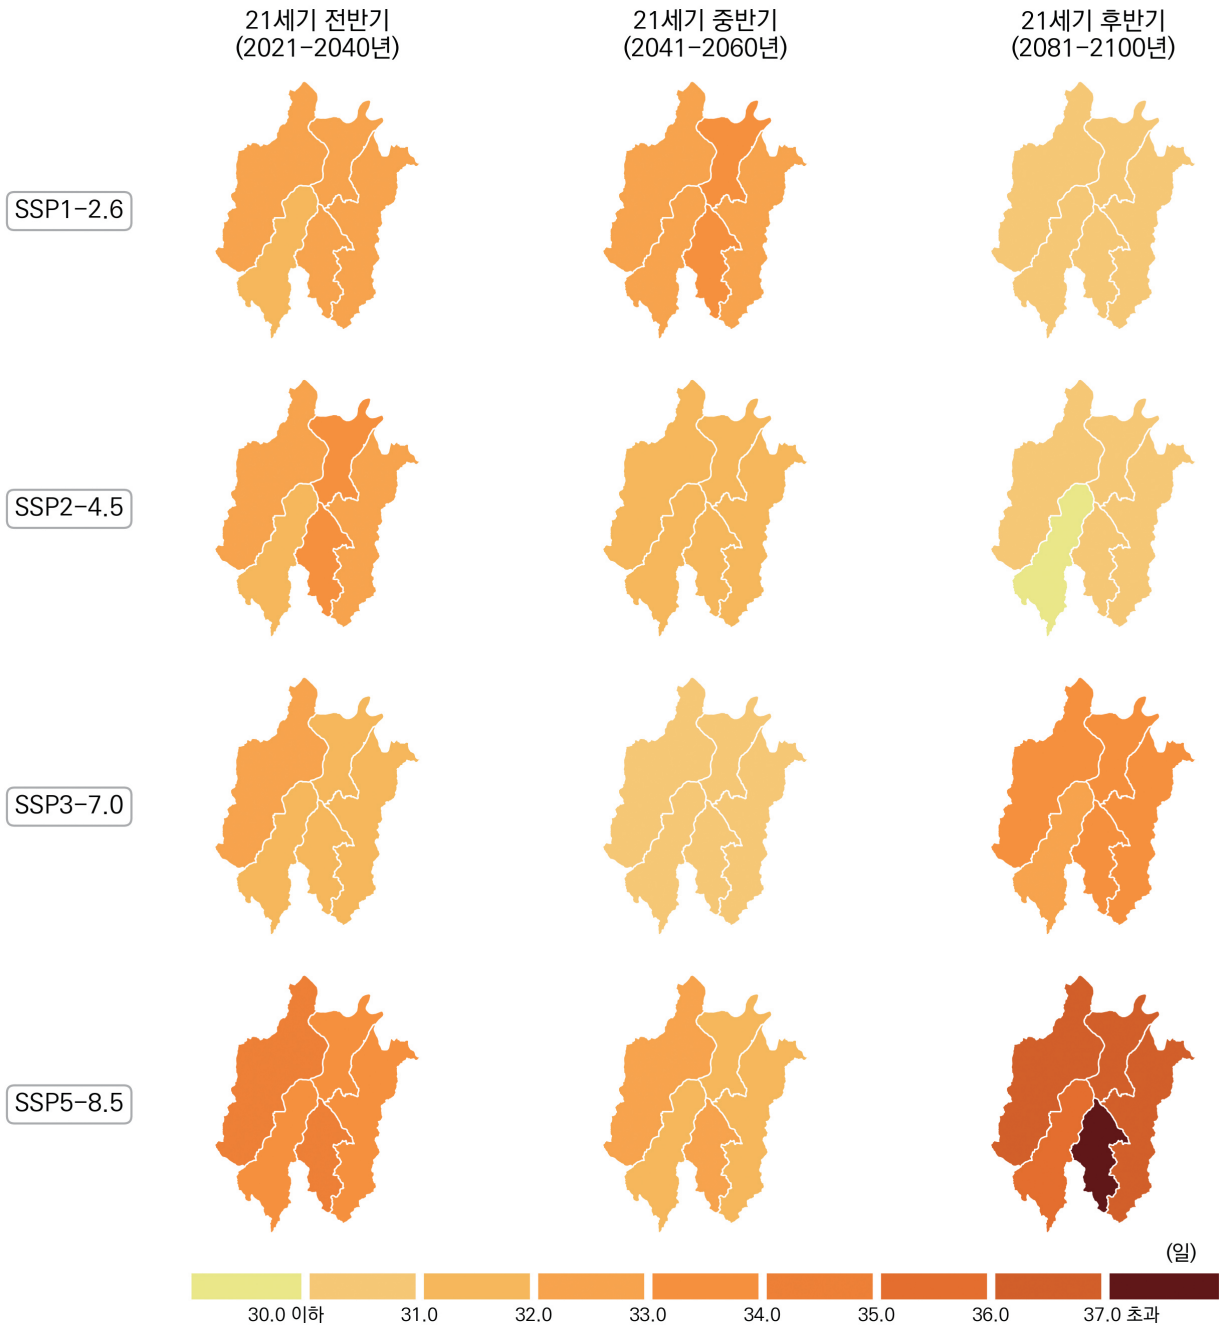 21세기 전반기
(2021-2040년)
21세기 중반기
(2041-2060년)
21세기 후반기
(2081-2100년)
SSP1-2.6
SSP2-4.5
SSP3-7.0
SSP5-8.5
(일)
30.0 이하
31.0
32.0
33.0
34.0
35.0
36.0
37.0 초과